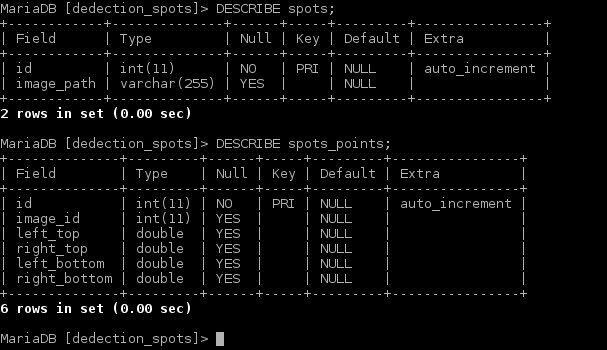 MariaDB [dedection_spots]> DESCRIBE spots;
+------------+--------------+------+-----+---------+----------------+
| Field      | Type         | Null | Key | Default | Extra          |
+------------+--------------+------+-----+---------+----------------+
| id         | int(11)      | NO   | PRI | NULL    | auto_increment |
| image_path | varchar(255) | YES  |     | NULL    |                |
+------------+--------------+------+-----+---------+----------------+
2 rows in set (0.00 sec)
MariaDB [dedection_spots]> DESCRIBE spots_points;
+--------------+---------+------+-----+---------+----------------+
| Field        | Type    | Null | Key | Default | Extra          |
+--------------+---------+------+-----+---------+----------------+
| id           | int(11) | NO   | PRI | NULL    | auto_increment |
| image_id     | int(11) | YES  |     | NULL    |                |
| left_top     | double  | YES  |     | NULL    |                |
| right_top    | double  | YES  |     | NULL    |                |
| left_bottom  | double  | YES  |     | NULL    |                |
| right_bottom | double  | YES  |     | NULL    |                |
+--------------+---------+------+-----+---------+----------------+
6 rows in set (0.00 sec)
MariaDB [dedection_spots]>